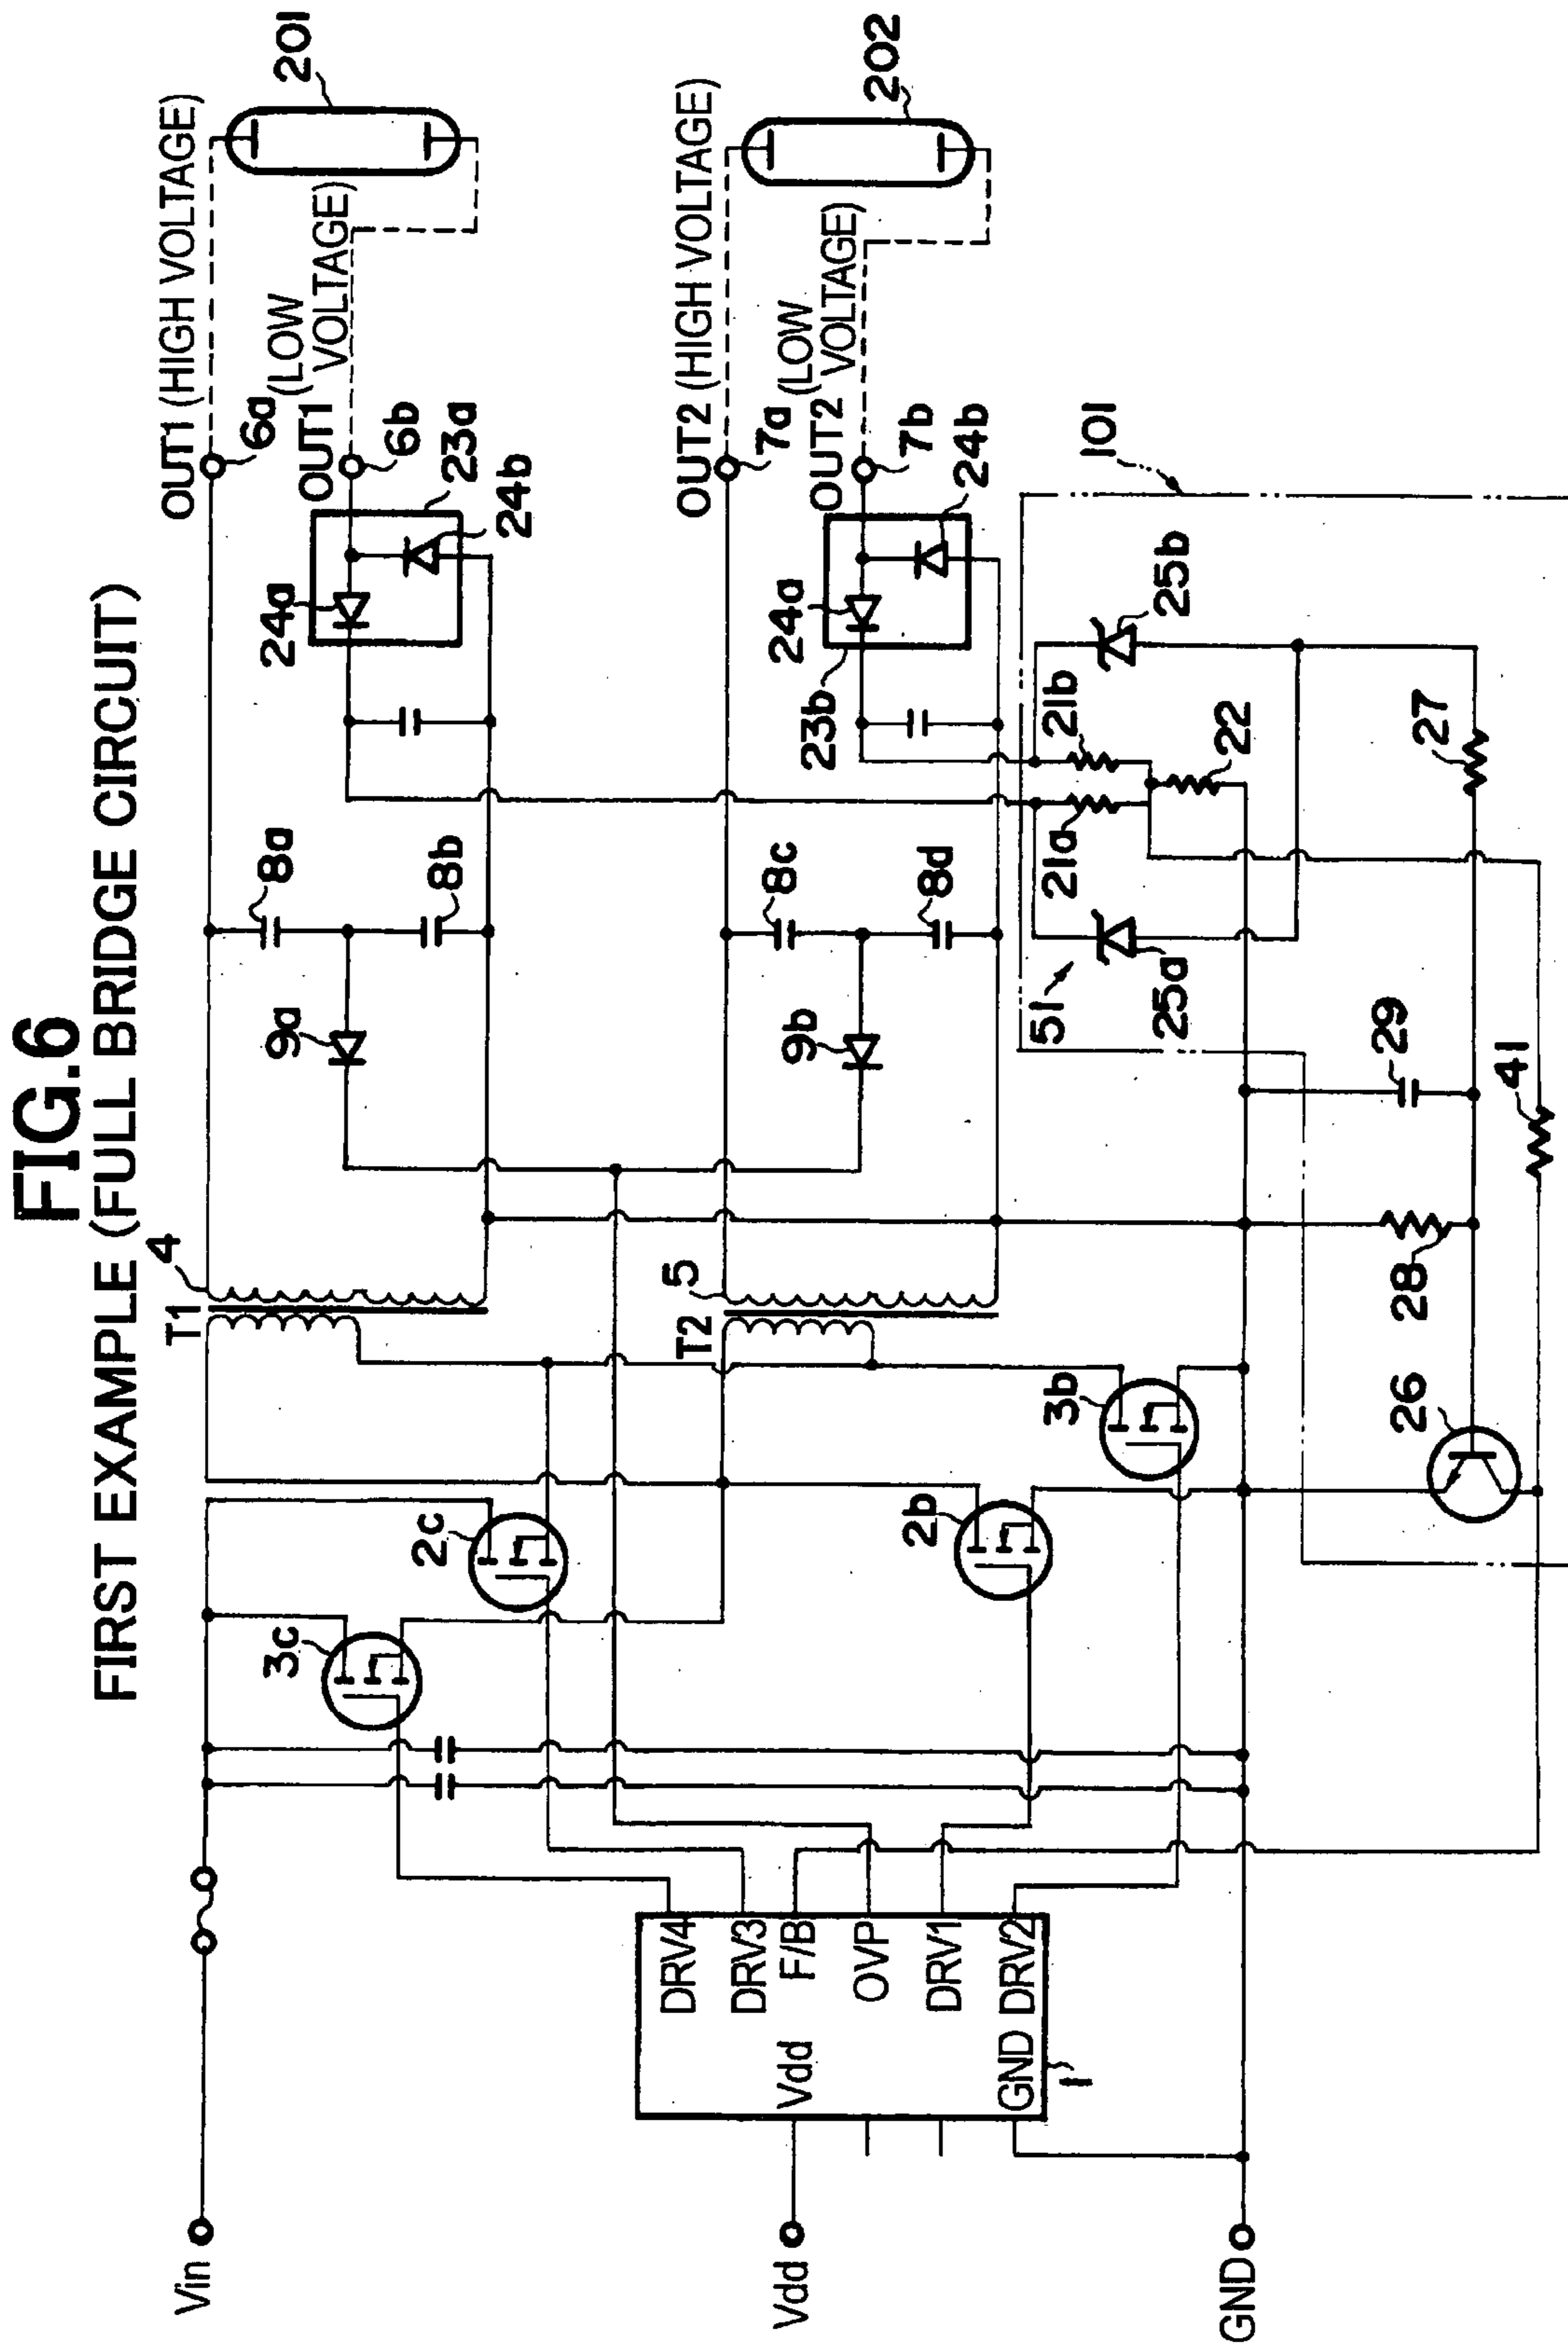 FIG.6
FIRST EXAMPLE (FULL BRIDGE CIRCUIT)
Vin
3c
2c
T1
4
8a
8b
9a
OUT1 (HIGH VOLTAGE)
6a
OUT1
(LOW
VOLTAGE)
6b
23a
24a
24b
201
T2
5
8c
8d
9b
OUT2 (HIGH VOLTAGE)
7a
OUT2
(LOW
VOLTAGE)
7b
24b
24a
23b
202
Vdd
Vdd
DRV4
DRV3
F/B
OVP
DRV1
DRV2
GND
1
2b
3b
51
25a
21a
21b
22
25b
101
GND
26
28
29
27
41